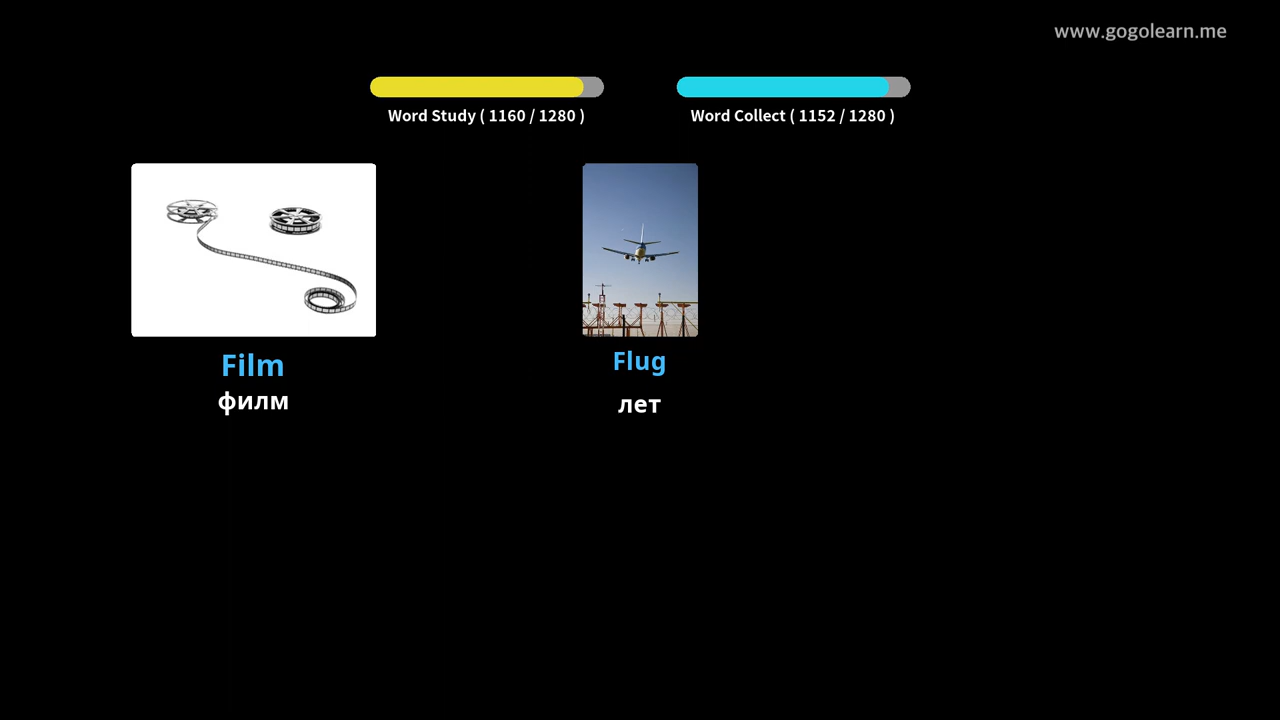 www.gogolearn.me
Word Study ( 1160 / 1280 )
Word Collect ( 1152 / 1280 )
Film
филм
Flug
лет